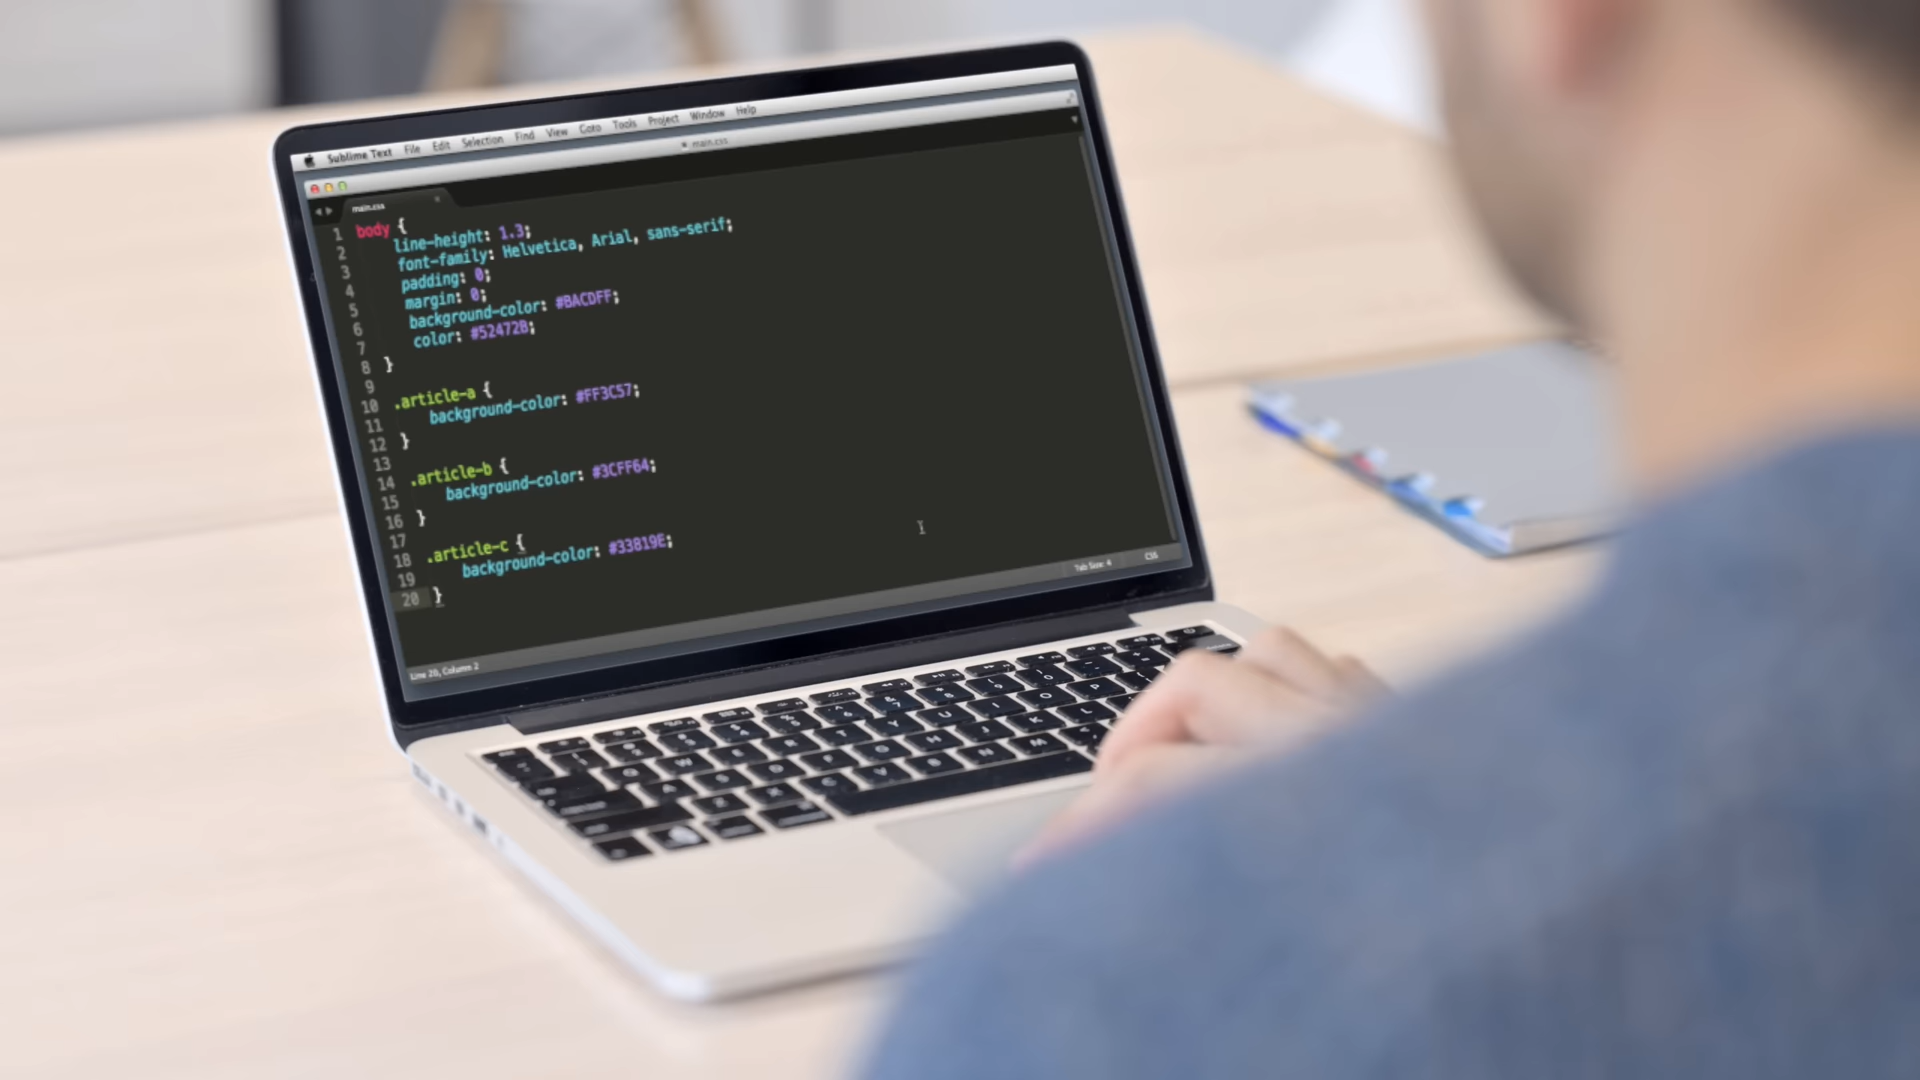 Sublime Text File Edit Selection Find View Goto Tools Project Window Help
main.css
main.css
1 body {
2 line-height: 1.3;
3 font-family: Helvetica, Arial, sans-serif;
4 padding: 0;
5 margin: 0;
6 background-color: #BACDFF;
7 color: #52472B;
8 }
9
10 .article-a {
11 background-color: #FF3C57;
12 }
13
14 .article-b {
15 background-color: #3CFF64;
16 }
17
18 .article-c {
19 background-color: #33819E;
20 }
Line 20, Column 2
Tab Size: 4 CSS